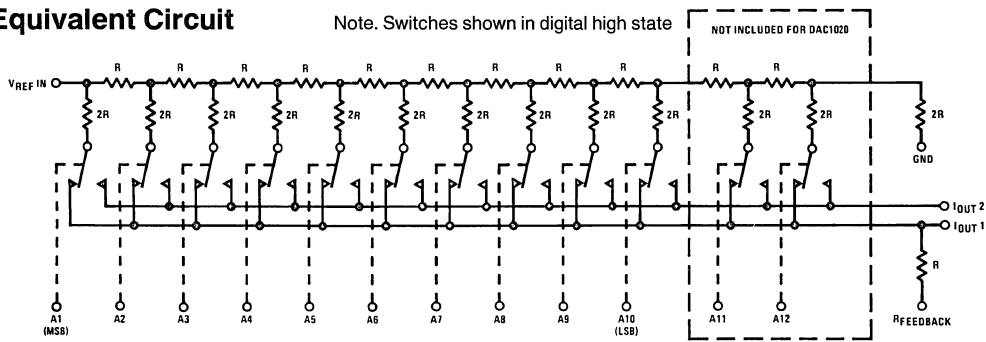 Equivalent Circuit
Note. Switches shown in digital high state
NOT INCLUDED FOR DAC1020
R R R R R R R R R R R
VREF IN
2R 2R 2R 2R 2R 2R 2R 2R 2R 2R 2R 2R 2R
GND
IOUT 2
IOUT 1
R
A1 A2 A3 A4 A5 A6 A7 A8 A9 A10 A11 A12 RFEEDBACK
(MSB) (LSB)